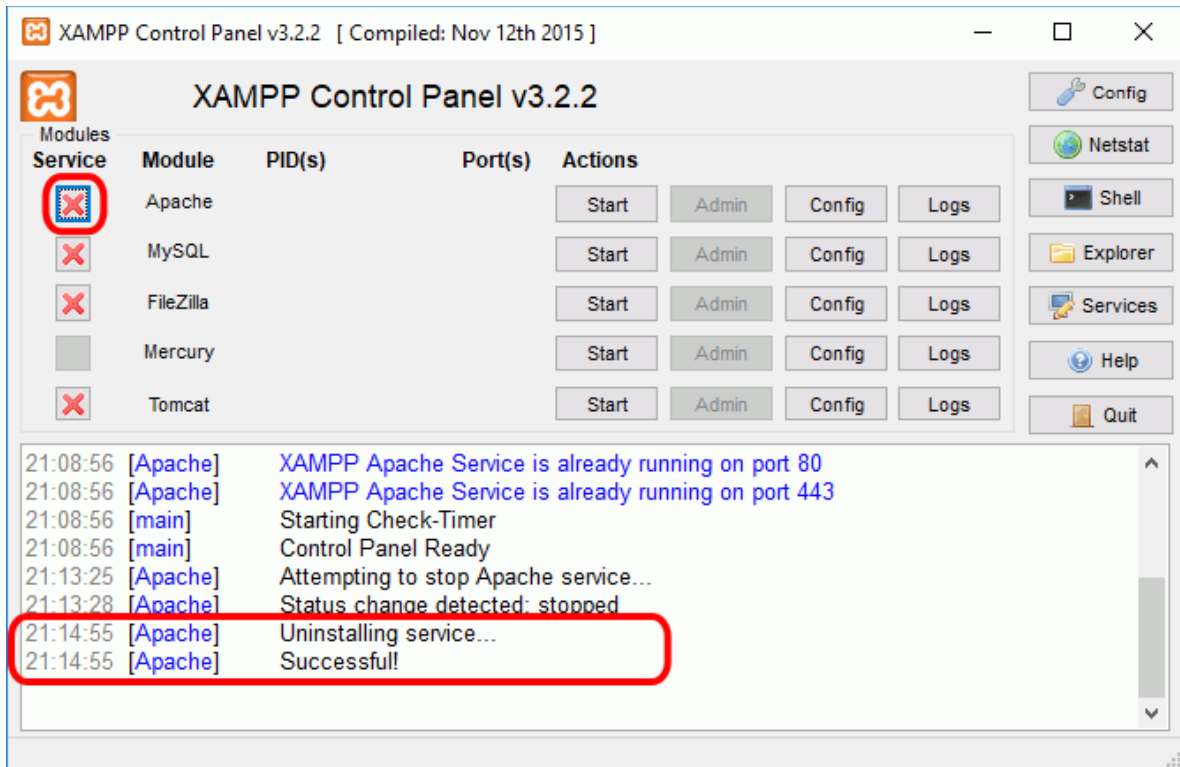 XAMPP Control Panel v3.2.2 [ Compiled: Nov 12th 2015 ]
XAMPP Control Panel v3.2.2
Config
Modules
Service Module PID(s) Port(s) Actions
Netstat
Apache Start Admin Config Logs
Shell
MySQL Start Admin Config Logs
Explorer
FileZilla Start Admin Config Logs
Services
Mercury Start Admin Config Logs
Help
Tomcat Start Admin Config Logs
Quit
21:08:56 [Apache] XAMPP Apache Service is already running on port 80
21:08:56 [Apache] XAMPP Apache Service is already running on port 443
21:08:56 [main] Starting Check-Timer
21:08:56 [main] Control Panel Ready
21:13:25 [Apache] Attempting to stop Apache service...
21:13:28 [Apache] Status change detected: stopped
21:14:55 [Apache] Uninstalling service...
21:14:55 [Apache] Successful!